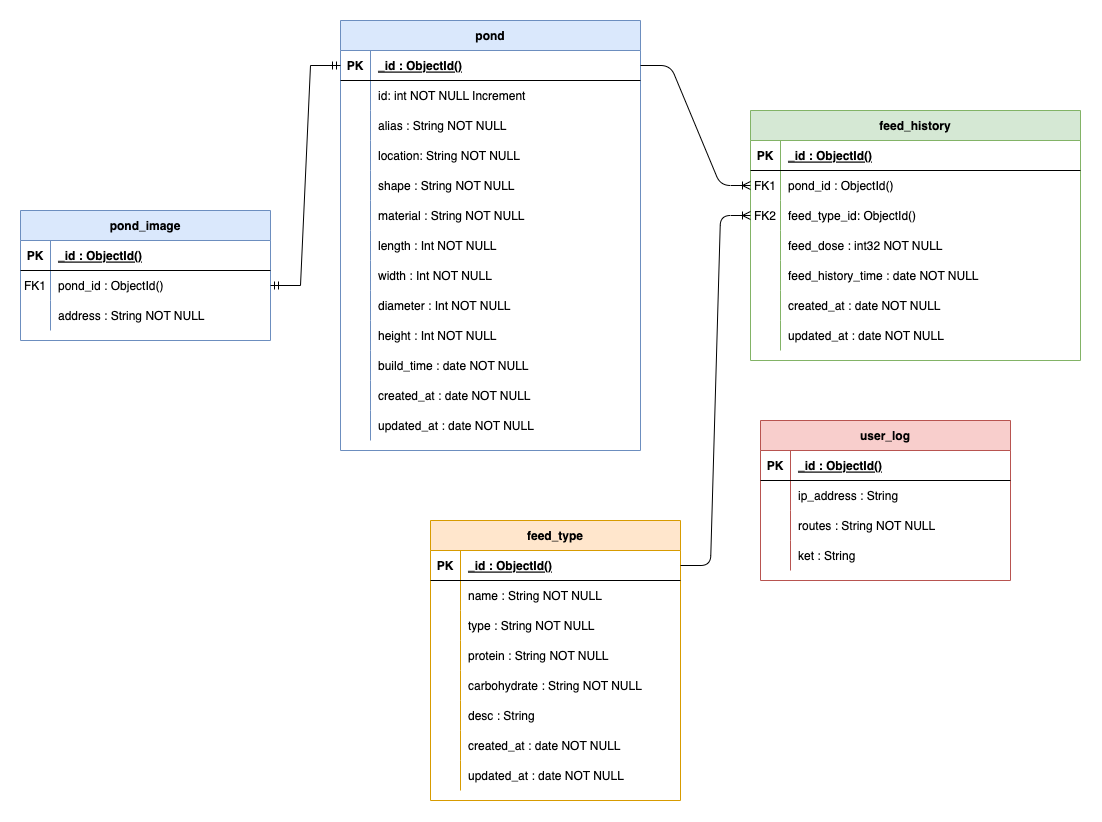 pond
PK _id : ObjectId()
id: int NOT NULL Increment
alias : String NOT NULL
location: String NOT NULL
shape : String NOT NULL
material : String NOT NULL
length : Int NOT NULL
width : Int NOT NULL
diameter : Int NOT NULL
height : Int NOT NULL
build_time : date NOT NULL
created_at : date NOT NULL
updated_at : date NOT NULL
pond_image
PK _id : ObjectId()
FK1 pond_id : ObjectId()
address : String NOT NULL
feed_history
PK _id : ObjectId()
FK1 pond_id : ObjectId()
FK2 feed_type_id: ObjectId()
feed_dose : int32 NOT NULL
feed_history_time : date NOT NULL
created_at : date NOT NULL
updated_at : date NOT NULL
user_log
PK _id : ObjectId()
ip_address : String
routes : String NOT NULL
ket : String
feed_type
PK _id : ObjectId()
name : String NOT NULL
type : String NOT NULL
protein : String NOT NULL
carbohydrate : String NOT NULL
desc : String
created_at : date NOT NULL
updated_at : date NOT NULL